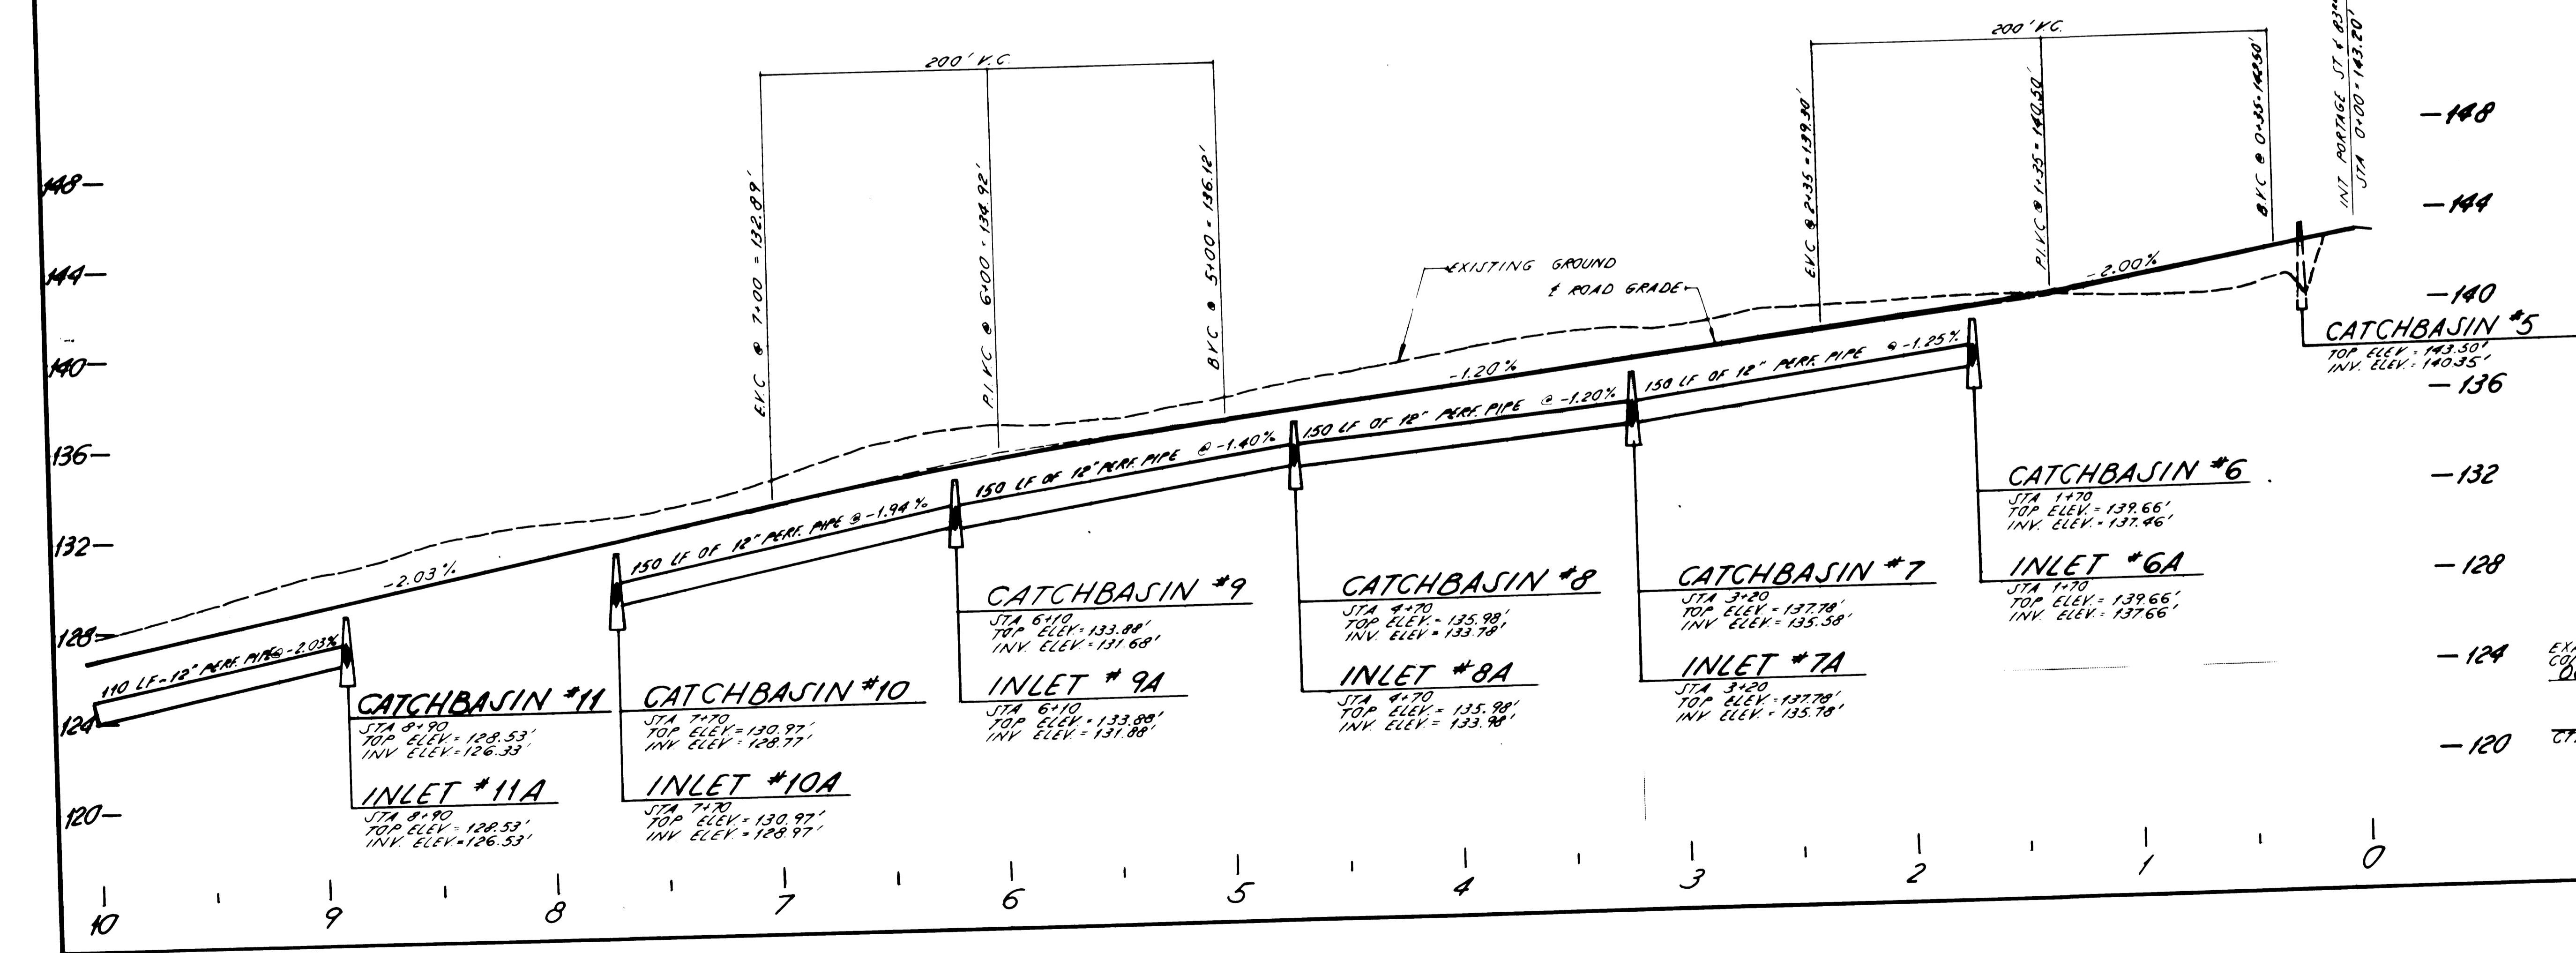 200' V.C.
E.V.C @ 7+00 = 132.89'
P.I.V.C @ 6+00 = 134.92'
B.V.C @ 5+00 = 136.12'
200' V.C.
E.V.C @ 2+35 = 139.30'
P.I.V.C @ 1+35 = 140.50'
B.V.C @ 0+35 = 142.50'
INT PORTAGE ST & 83
STA 0+00 = 143.20'
148
144
140
136
132
128
124
120
-148
-144
-140
-136
-132
-128
-124
-120
EXISTING GROUND
℄ ROAD GRADE
-2.00%
-1.20%
-2.03%
150 LF OF 12" PERF. PIPE @ -1.25%
150 LF OF 12" PERF. PIPE @ -1.20%
150 LF OF 12" PERF. PIPE @ -1.40%
150 LF OF 12" PERF. PIPE @ -1.94%
110 LF - 12" PERF. PIPE @ -2.03%
CATCHBASIN #5
TOP ELEV = 143.50'
INV. ELEV. = 140.35'
CATCHBASIN #6
STA 1+70
TOP ELEV. = 139.66'
INV. ELEV. = 137.46'
INLET #6A
STA 1+70
TOP ELEV. = 139.66'
INV. ELEV. = 137.66'
CATCHBASIN #7
STA 3+20
TOP ELEV. = 137.78'
INV ELEV. = 135.58'
INLET #7A
STA 3+20
TOP ELEV. = 137.78'
INV ELEV. = 135.78'
CATCHBASIN #8
STA 4+70
TOP ELEV. = 135.98'
INV. ELEV = 133.78'
INLET #8A
STA 4+70
TOP ELEV. = 135.98'
INV. ELEV. = 133.98'
CATCHBASIN #9
STA 6+10
TOP ELEV. = 133.88'
INV. ELEV. = 131.68'
INLET #9A
STA 6+10
TOP ELEV. = 133.88'
INV ELEV. = 131.88'
CATCHBASIN #10
STA 7+70
TOP ELEV. = 130.97'
INV ELEV. = 128.77'
INLET #10A
STA 7+70
TOP ELEV. = 130.97'
INV ELEV. = 128.97'
CATCHBASIN #11
STA 8+90
TOP ELEV. = 128.53'
INV ELEV. = 126.33'
INLET #11A
STA 8+90
TOP ELEV = 128.53'
INV. ELEV. = 126.53'
10 9 8 7 6 5 4 3 2 1 0